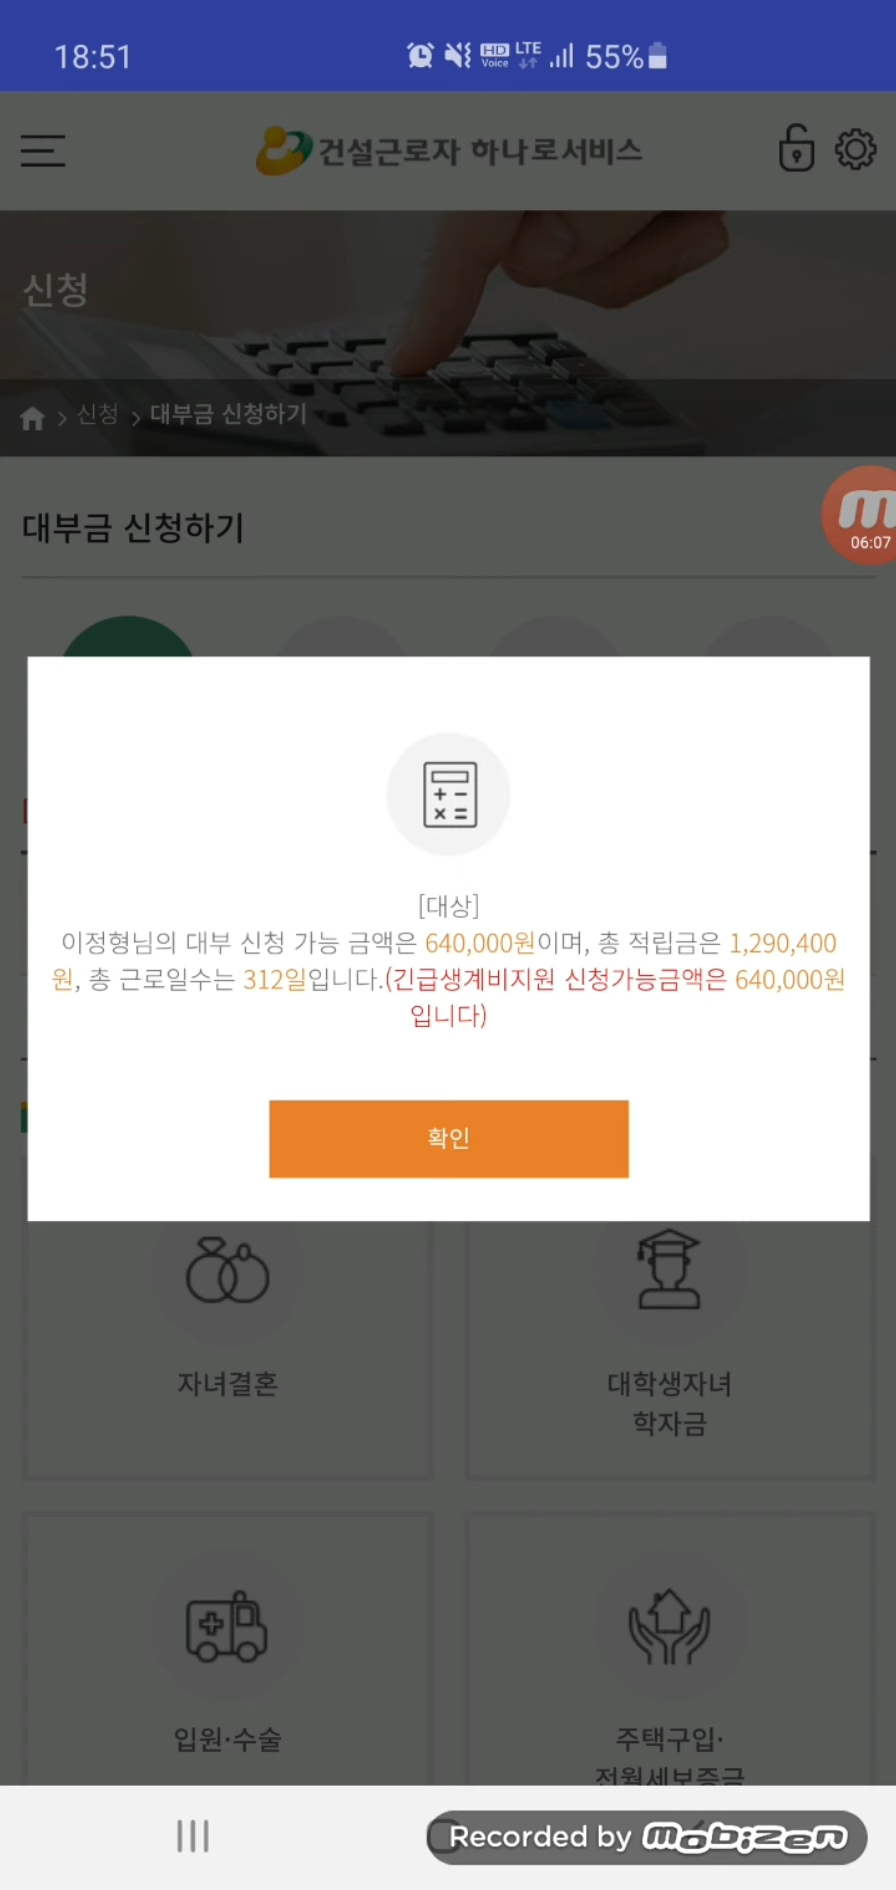 18:51
HD Voice LTE 55%
건설근로자 하나로서비스
신청
신청 > 대부금 신청하기
대부금 신청하기
06:07
[대상]
이정형님의 대부 신청 가능 금액은 640,000원이며, 총 적립금은 1,290,400
원, 총 근로일수는 312일입니다.(긴급생계비지원 신청가능금액은 640,000원
입니다)
확인
자녀결혼
대학생자녀
학자금
입원·수술
주택구입·
전월세보증금
Recorded by mobizen